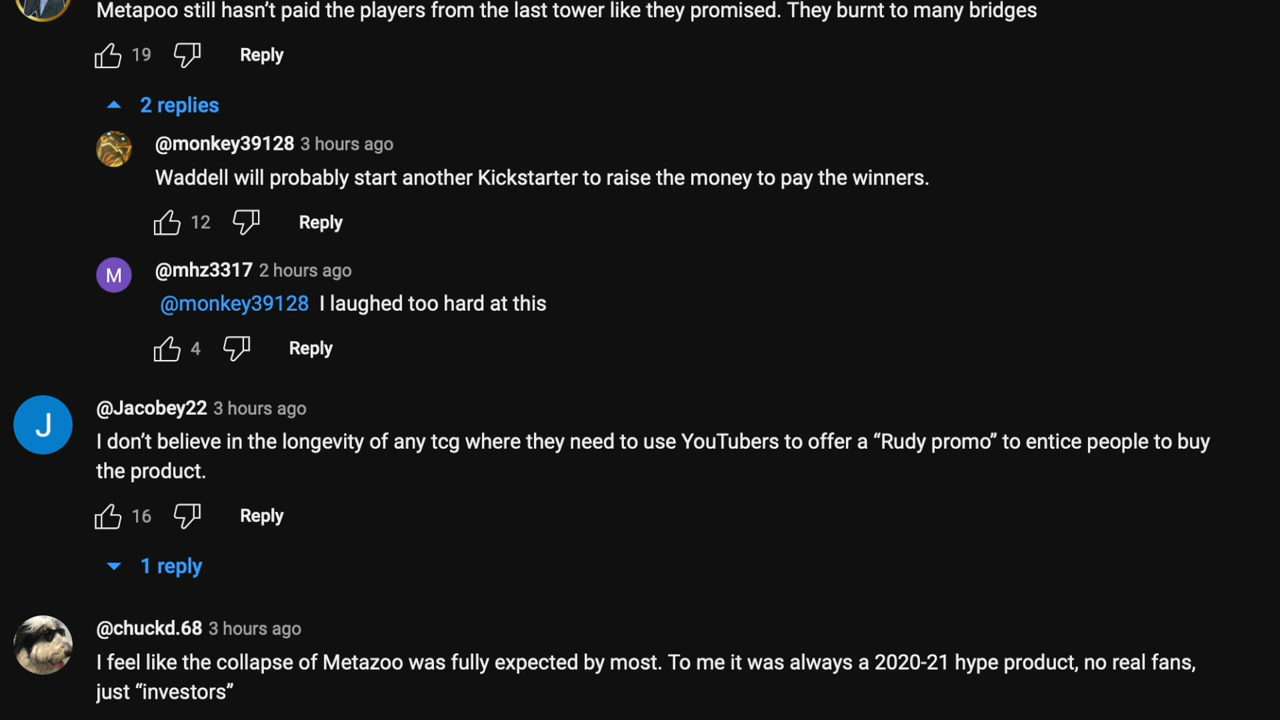 Metapoo still hasn’t paid the players from the last tower like they promised. They burnt to many bridges
19 Reply
2 replies
@monkey39128 3 hours ago
Waddell will probably start another Kickstarter to raise the money to pay the winners.
12 Reply
M
@mhz3317 2 hours ago
@monkey39128 I laughed too hard at this
4 Reply
J
@Jacobey22 3 hours ago
I don’t believe in the longevity of any tcg where they need to use YouTubers to offer a “Rudy promo” to entice people to buy
the product.
16 Reply
1 reply
@chuckd.68 3 hours ago
I feel like the collapse of Metazoo was fully expected by most. To me it was always a 2020-21 hype product, no real fans,
just “investors”